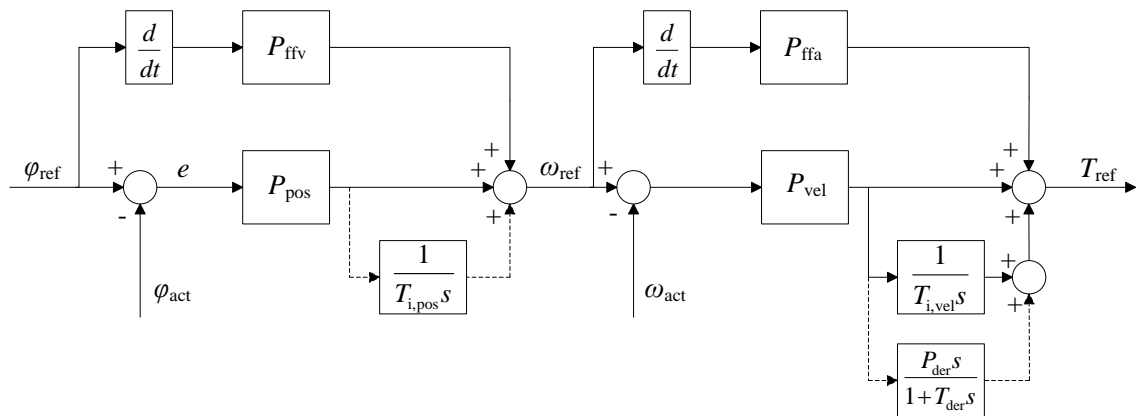 d
dt
P_ffv
d
dt
P_ffa
+
+
+
φ_ref
+
e
P_pos
+
ω_ref
+
P_vel
+
T_ref
-
+
-
+
1
T_i,pos s
φ_act
ω_act
1
T_i,vel s
+
+
P_der s
1+T_der s